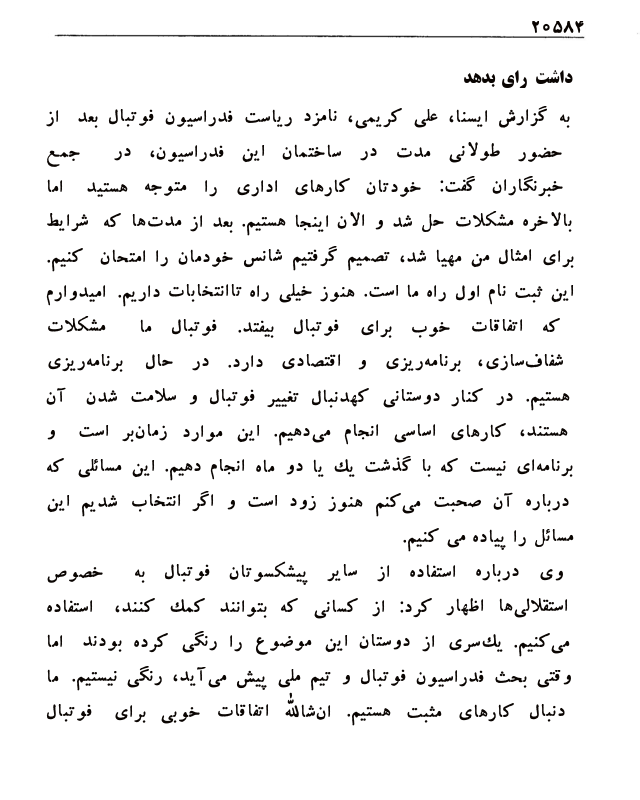 ۲۰۵۸۴
داشت رای بدهد
به گزارش ایسنا، علی کریمی، نامزد ریاست فدراسیون فوتبال بعد از
حضور طولانی مدت در ساختمان این فدراسیون، در جمع
خبرنگاران گفت: خودتان کارهای اداری را متوجه هستید اما
بالاخره مشکلات حل شد و الان اینجا هستیم. بعد از مدت‌ها که شرایط
برای امثال من مهیا شد، تصمیم گرفتیم شانس خودمان را امتحان کنیم.
این ثبت نام اول راه ما است. هنوز خیلی راه تاانتخابات داریم. امیدوارم
که اتفاقات خوب برای فوتبال بیفتد. فوتبال ما مشکلات
شفاف‌سازی، برنامه‌ریزی و اقتصادی دارد. در حال برنامه‌ریزی
هستیم. در کنار دوستانی کهدنبال تغییر فوتبال و سلامت شدن آن
هستند، کارهای اساسی انجام می‌دهیم. این موارد زمان‌بر است و
برنامه‌ای نیست که با گذشت یك یا دو ماه انجام دهیم. این مسائلی که
درباره آن صحبت می‌کنم هنوز زود است و اگر انتخاب شدیم این
مسائل را پیاده می کنیم.
وی درباره استفاده از سایر پیشکسوتان فوتبال به خصوص
استقلالی‌ها اظهار کرد: از کسانی که بتوانند کمك کنند، استفاده
می‌کنیم. یك‌سری از دوستان این موضوع را رنگی کرده بودند اما
وقتی بحث فدراسیون فوتبال و تیم ملی پیش می‌آید، رنگی نیستیم. ما
دنبال کارهای مثبت هستیم. ان‌شالله اتفاقات خوبی برای فوتبال